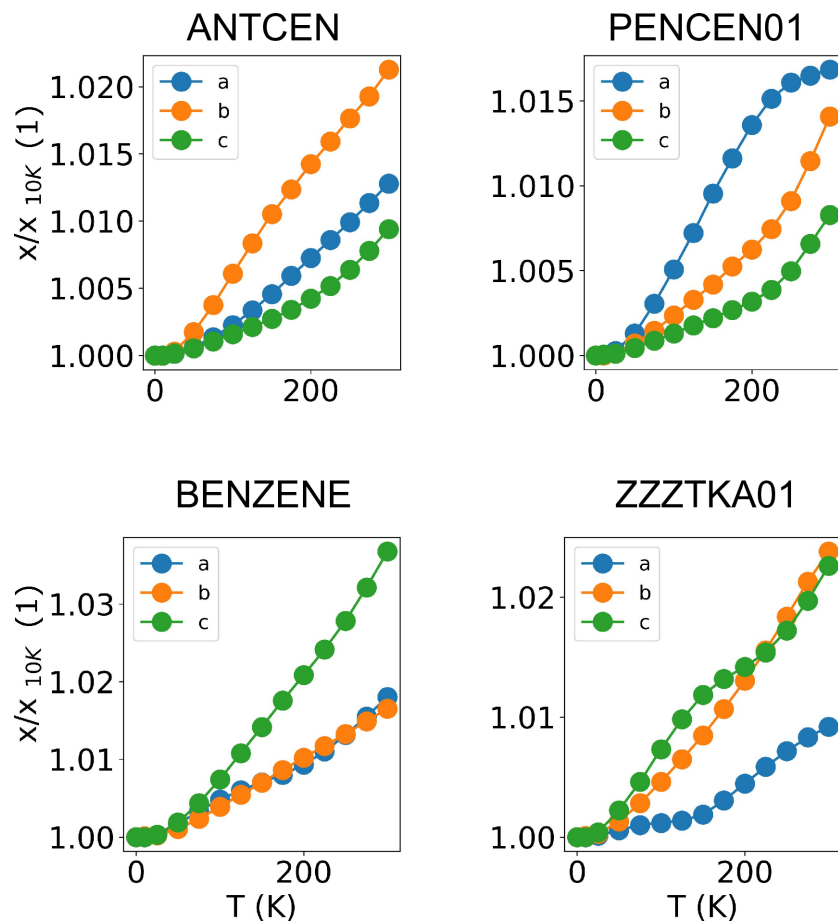 ANTCEN
PENCEN01
x/x 10K (1)
1.020
1.015
1.010
1.005
1.000
a
b
c
0
200
1.015
1.010
1.005
1.000
a
b
c
0
200
BENZENE
ZZZTKA01
x/x 10K (1)
1.03
1.02
1.01
1.00
a
b
c
0
200
T (K)
1.02
1.01
1.00
a
b
c
0
200
T (K)